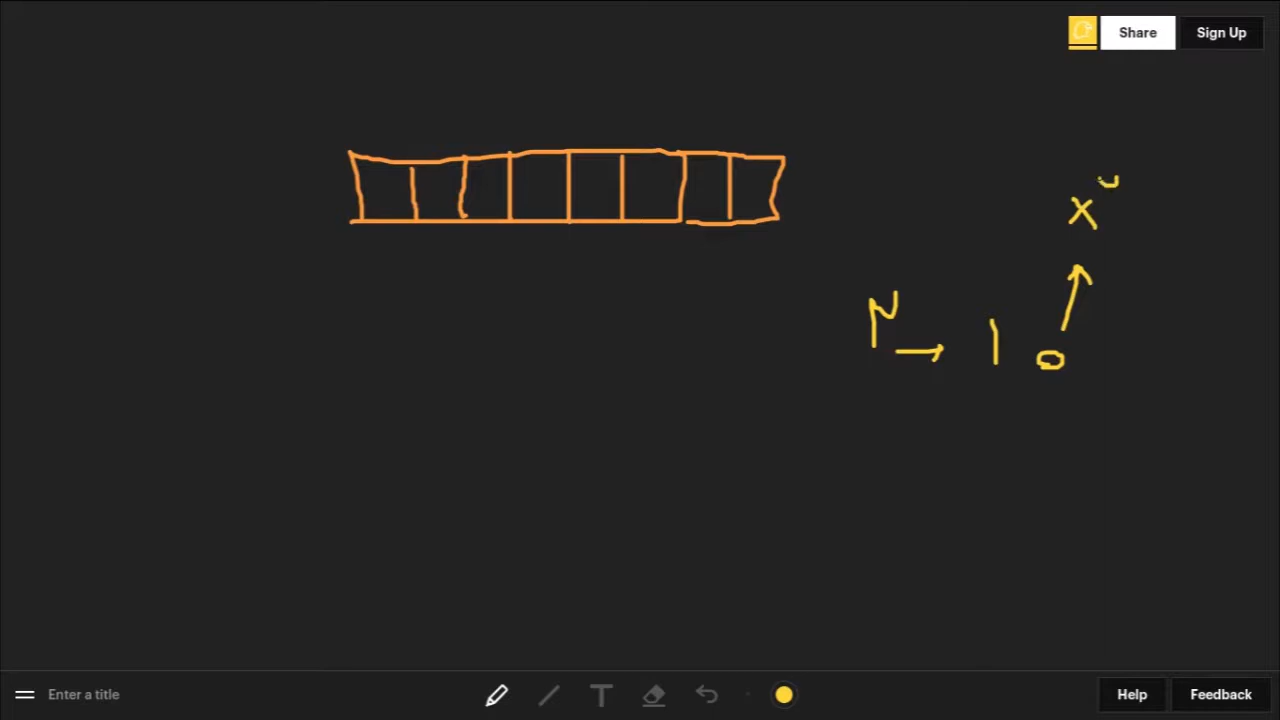 Share
Sign Up
x
N → 1 0
Enter a title
T
Help
Feedback